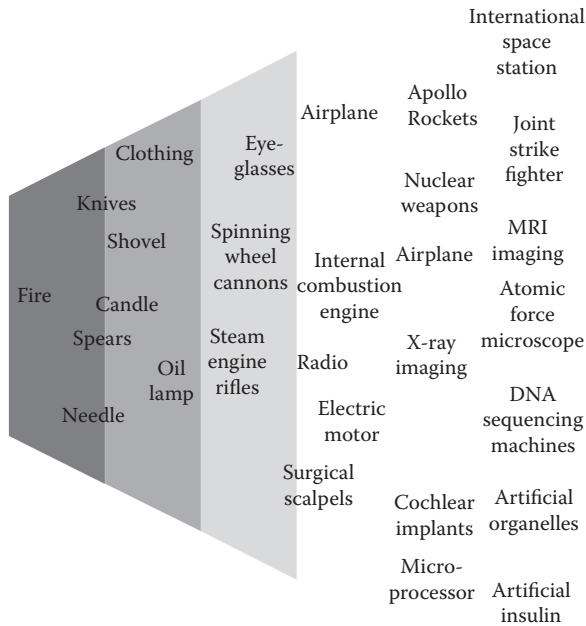 Fire
Knives
Spears
Needle
Clothing
Shovel
Candle
Oil
lamp
Eye-
glasses
Spinning
wheel
cannons
Steam
engine
rifles
Airplane
Internal
combustion
engine
Radio
Electric
motor
Surgical
scalpels
Apollo
Rockets
Nuclear
weapons
Airplane
X-ray
imaging
Cochlear
implants
Micro-
processor
International
space
station
Joint
strike
fighter
MRI
imaging
Atomic
force
microscope
DNA
sequencing
machines
Artificial
organelles
Artificial
insulin